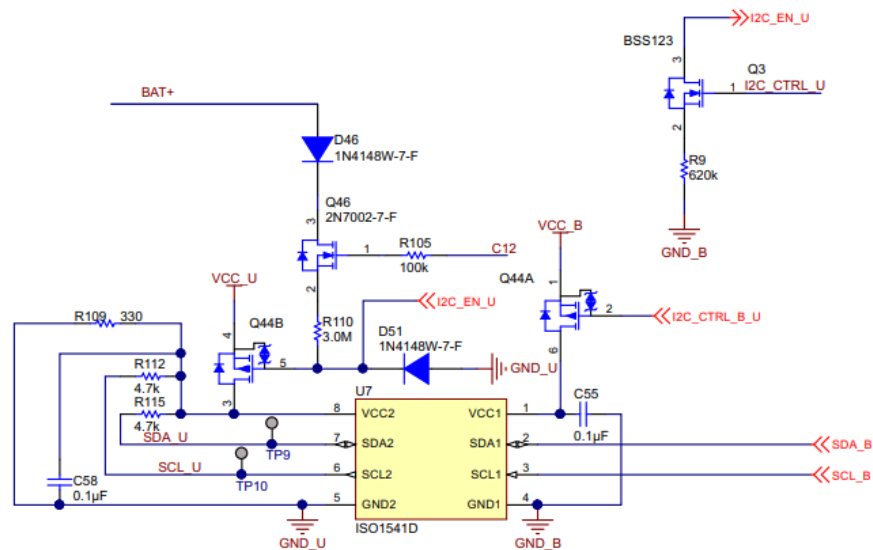 I2C_EN_U
BSS123
3
Q3
1
I2C_CTRL_U
2
R9
620k
GND_B
BAT+
D46
1N4148W-7-F
Q46
2N7002-7-F
3
1
R105
100k
C12
2
VCC_B
Q44A
1
2
I2C_CTRL_B_U
6
VCC_U
I2C_EN_U
R109
330
4
Q44B
R110
3.0M
D51
1N4148W-7-F
5
GND_U
3
R112
4.7k
R115
4.7k
U7
8
VCC2
VCC1
1
C55
0.1µF
SDA_U
TP9
7
SDA2
SDA1
2
SDA_B
SCL_U
TP10
6
SCL2
SCL1
3
SCL_B
C58
0.1µF
5
GND2
GND1
4
ISO1541D
GND_U
GND_B